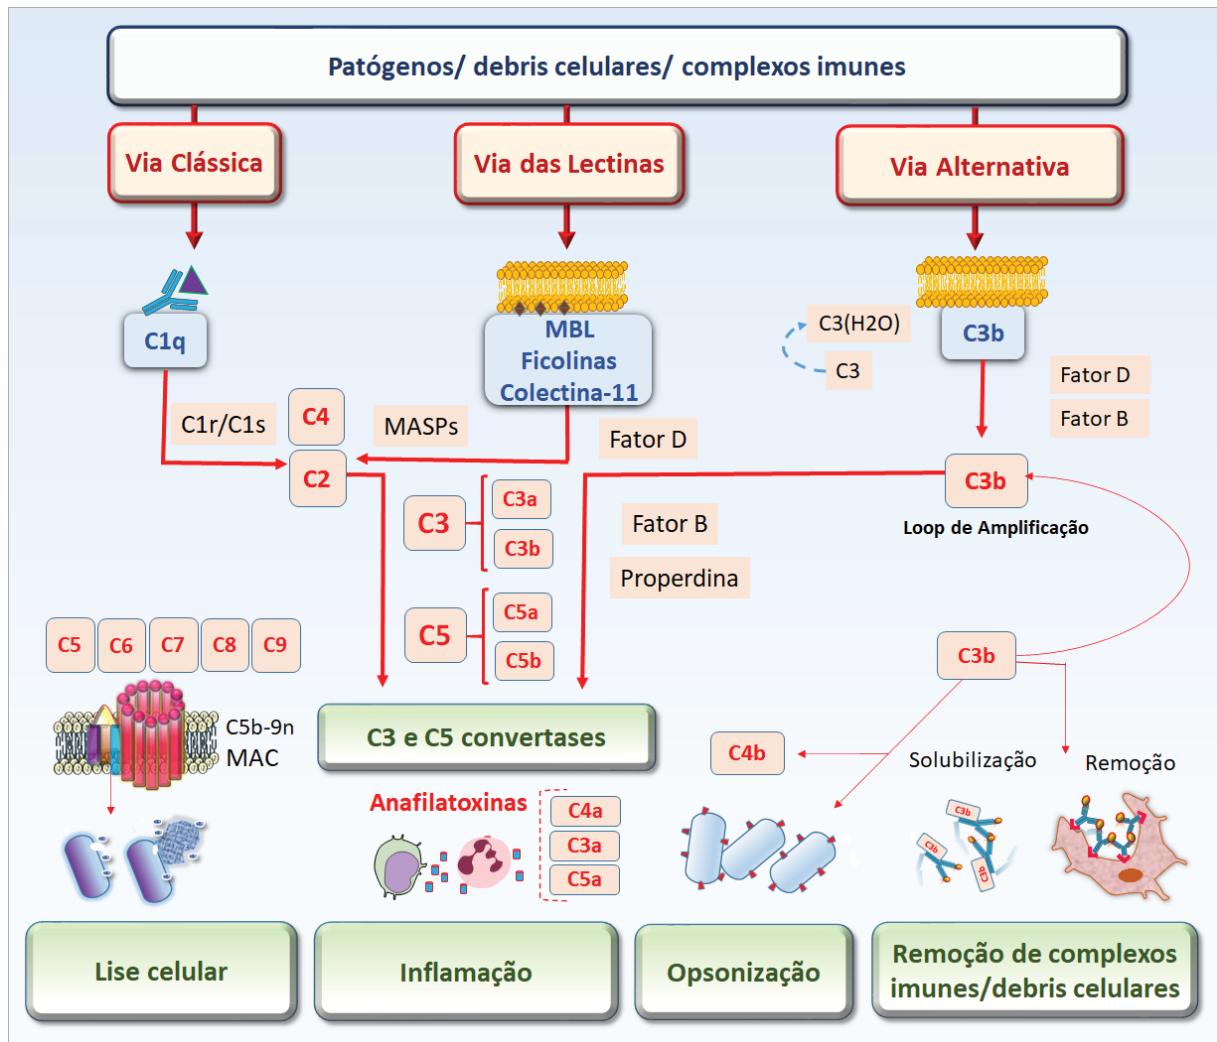 Patógenos/ debris celulares/ complexos imunes
Via Clássica
Via das Lectinas
Via Alternativa
C1q
MBL
Ficolinas
Colectina-11
C3(H2O)
C3
C3b
Fator D
Fator B
C1r/C1s
C4
C2
MASPs
Fator D
C3
C3a
C3b
Fator B
Properdina
C3b
Loop de Amplificação
C5
C5a
C5b
C5
C6
C7
C8
C9
C5b-9n
MAC
C3 e C5 convertases
C3b
C4b
Solubilização
Remoção
Anafilatoxinas
C4a
C3a
C5a
C3b
C3b
C3b
Lise celular
Inflamação
Opsonização
Remoção de complexos
imunes/debris celulares